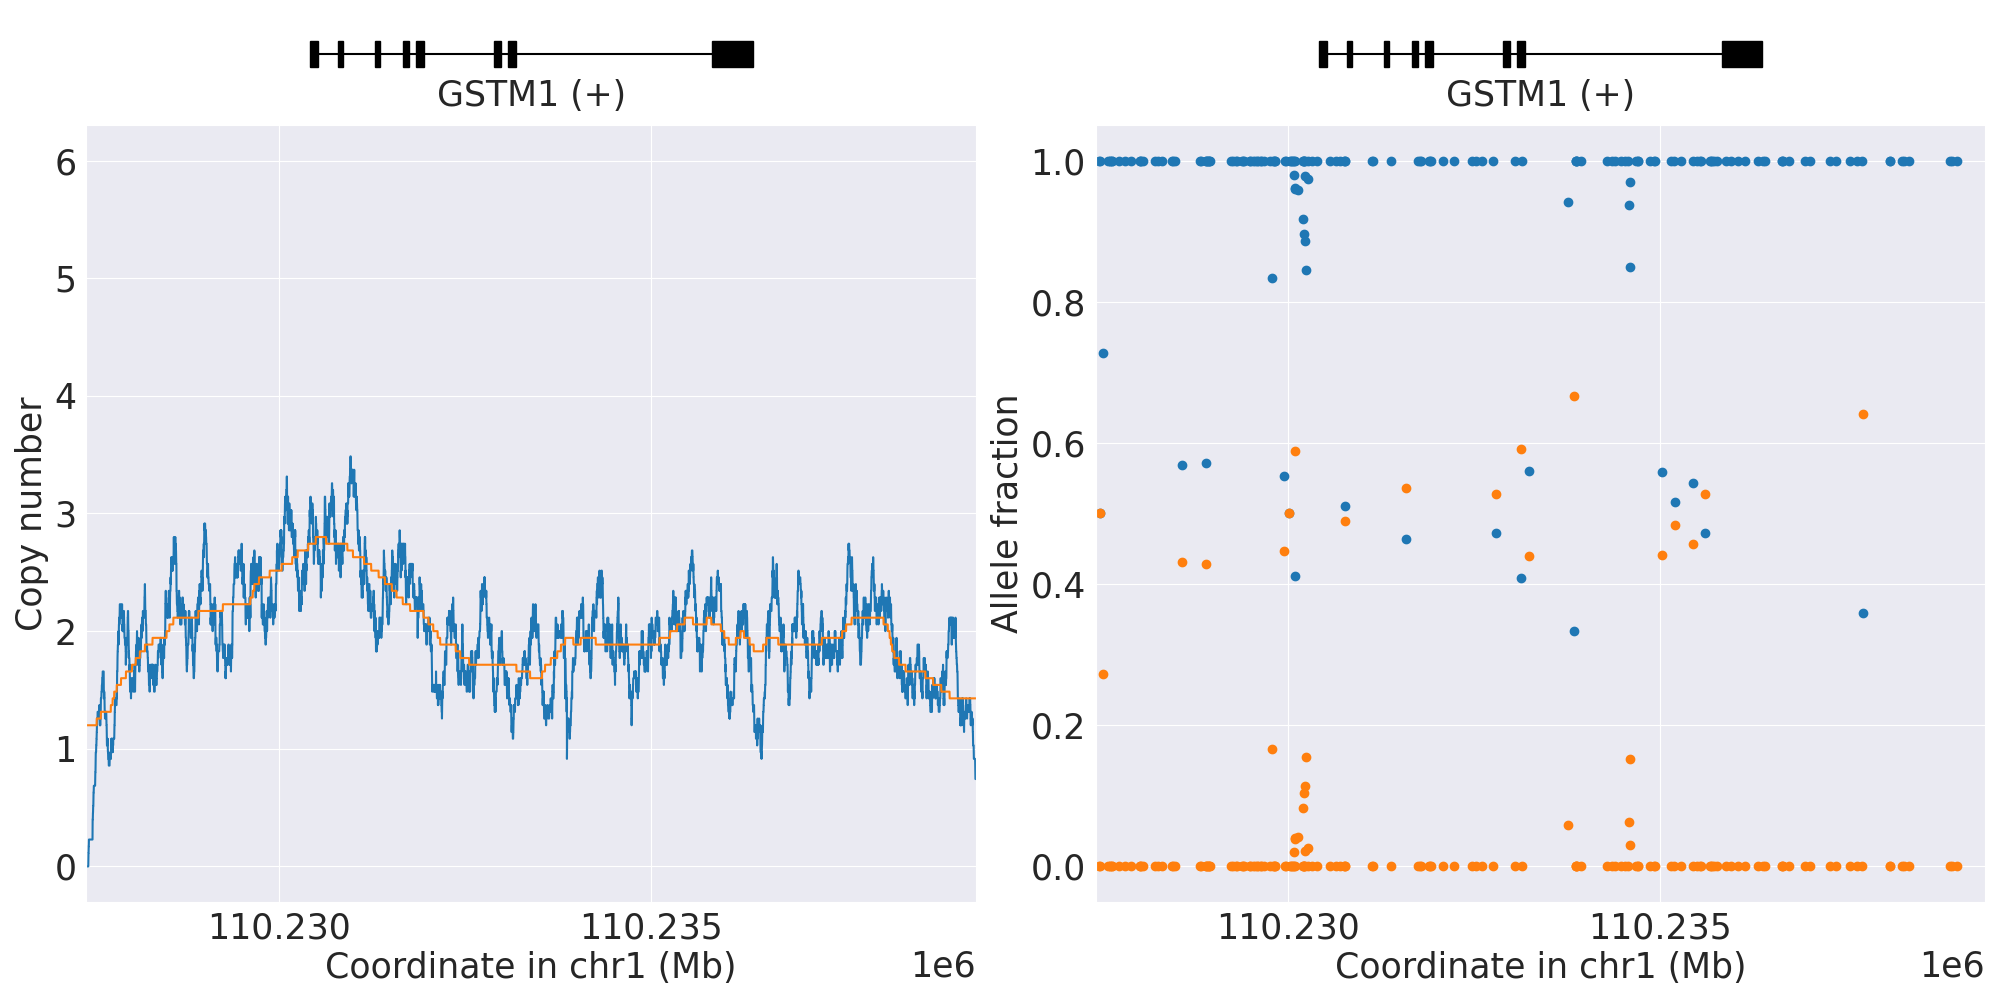 GSTM1 (+)
6
5
4
3
2
1
0
Copy number
110.230
110.235
Coordinate in chr1 (Mb)
1e6
GSTM1 (+)
1.0
0.8
0.6
0.4
0.2
0.0
Allele fraction
110.230
110.235
Coordinate in chr1 (Mb)
1e6